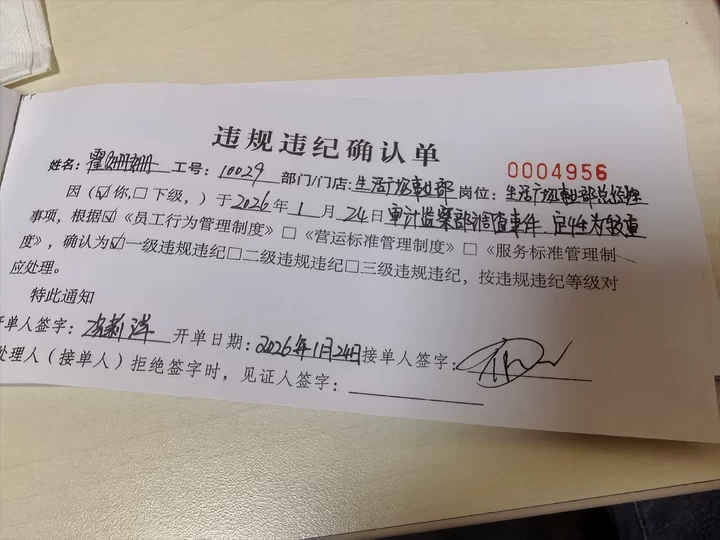 违规违纪确认单
0004956
姓名：翟姗姗 工号：10029 部门/门店：生活广场事业部 岗位：生活广场事业部总经理
因（☑你，□下级，）于2026年1月24日审计监察部调查事件 定性为较重
事项，根据☑《员工行为管理制度》□《营运标准管理制度》□《服务标准管理制
度》，确认为☑一级违规违纪□二级违规违纪□三级违规违纪，按违规违纪等级对
应处理。
特此通知
开单人签字： 开单日期：2026年1月24日接单人签字：
处理人（接单人）拒绝签字时，见证人签字：